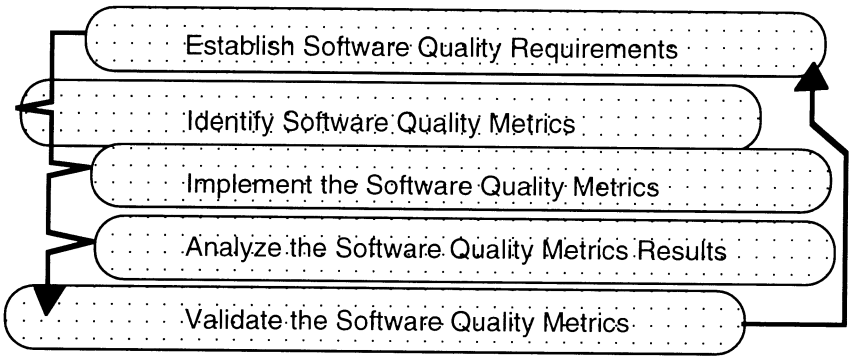 Establish Software Quality Requirements
Identify Software Quality Metrics
Implement the Software Quality Metrics
Analyze the Software Quality Metrics Results
Validate the Software Quality Metrics